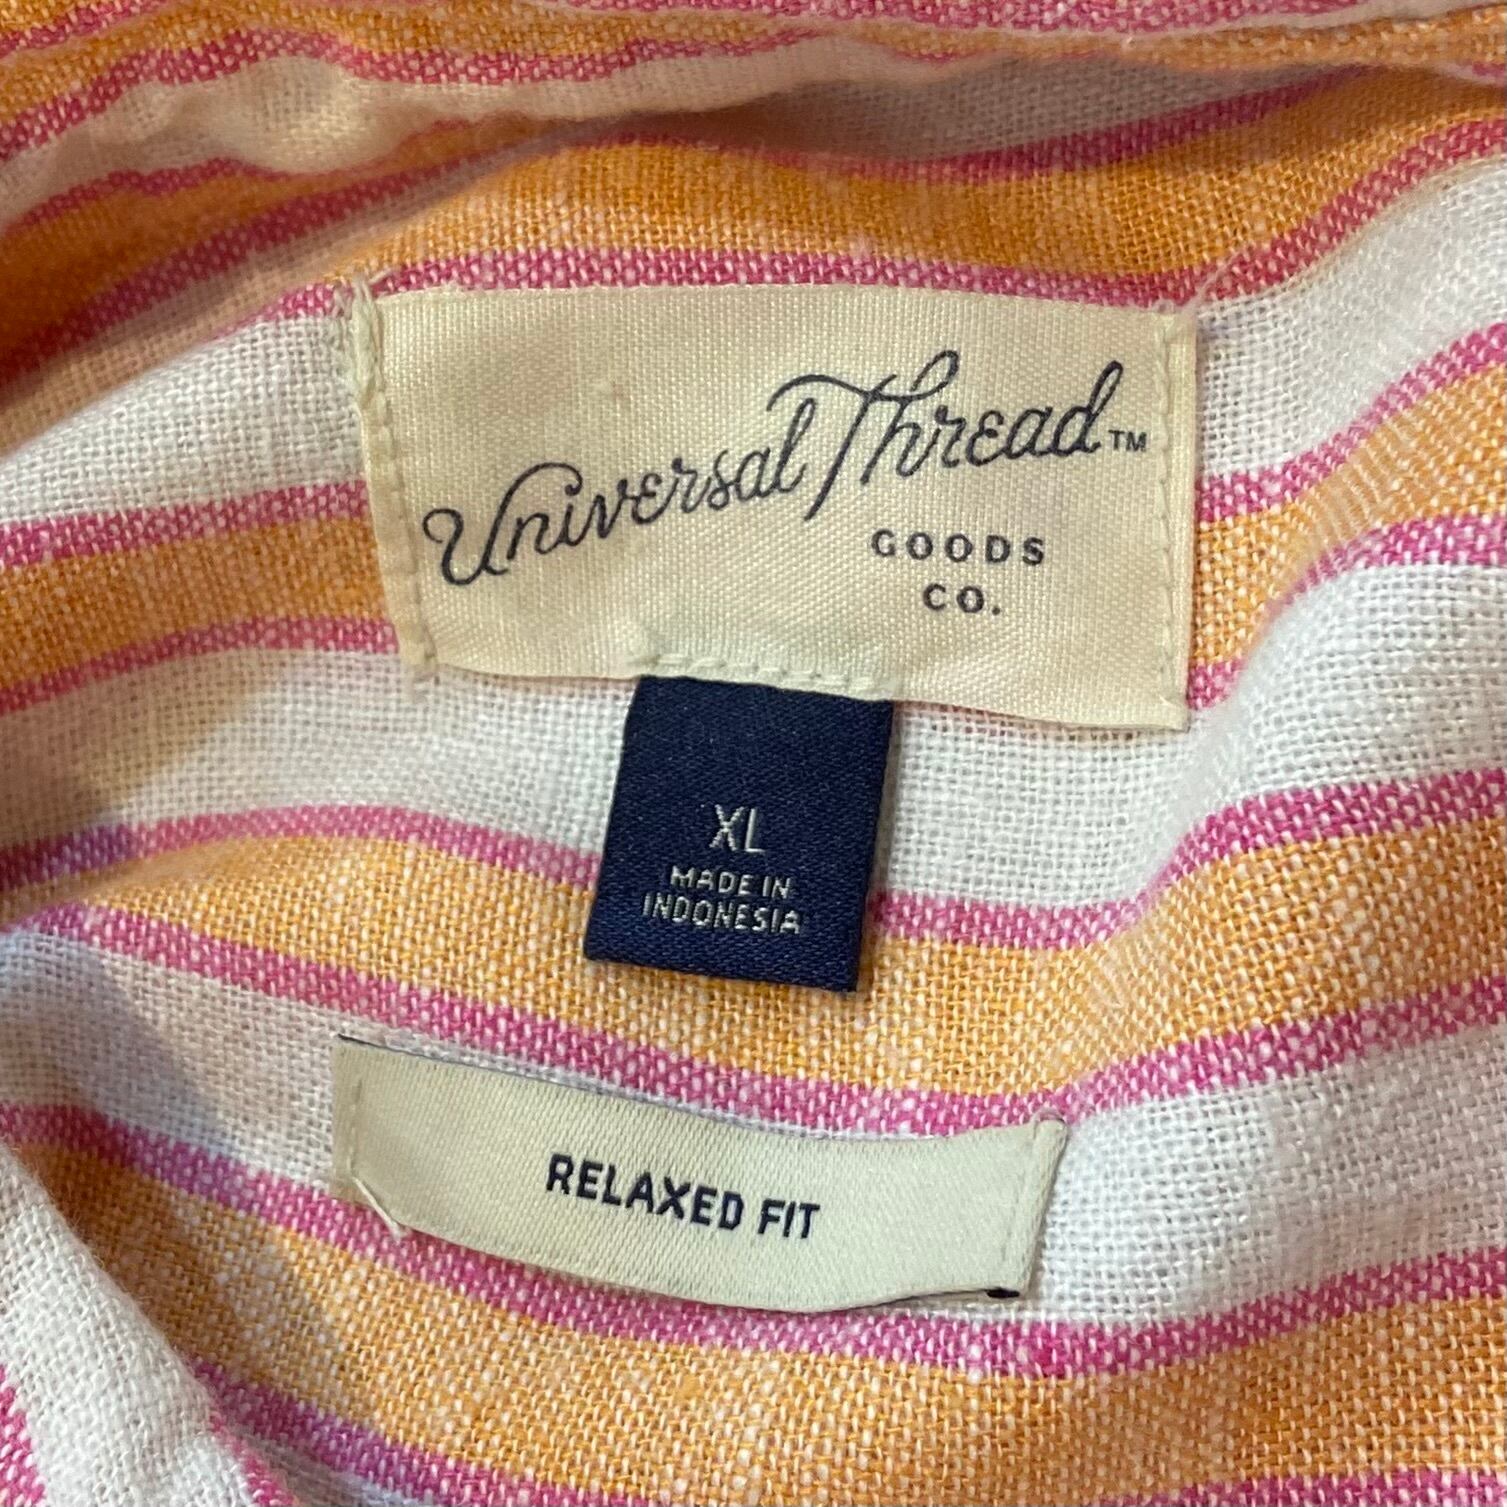 Universal Thread™
GOODS
CO.
XL
MADE IN
INDONESIA
RELAXED FIT